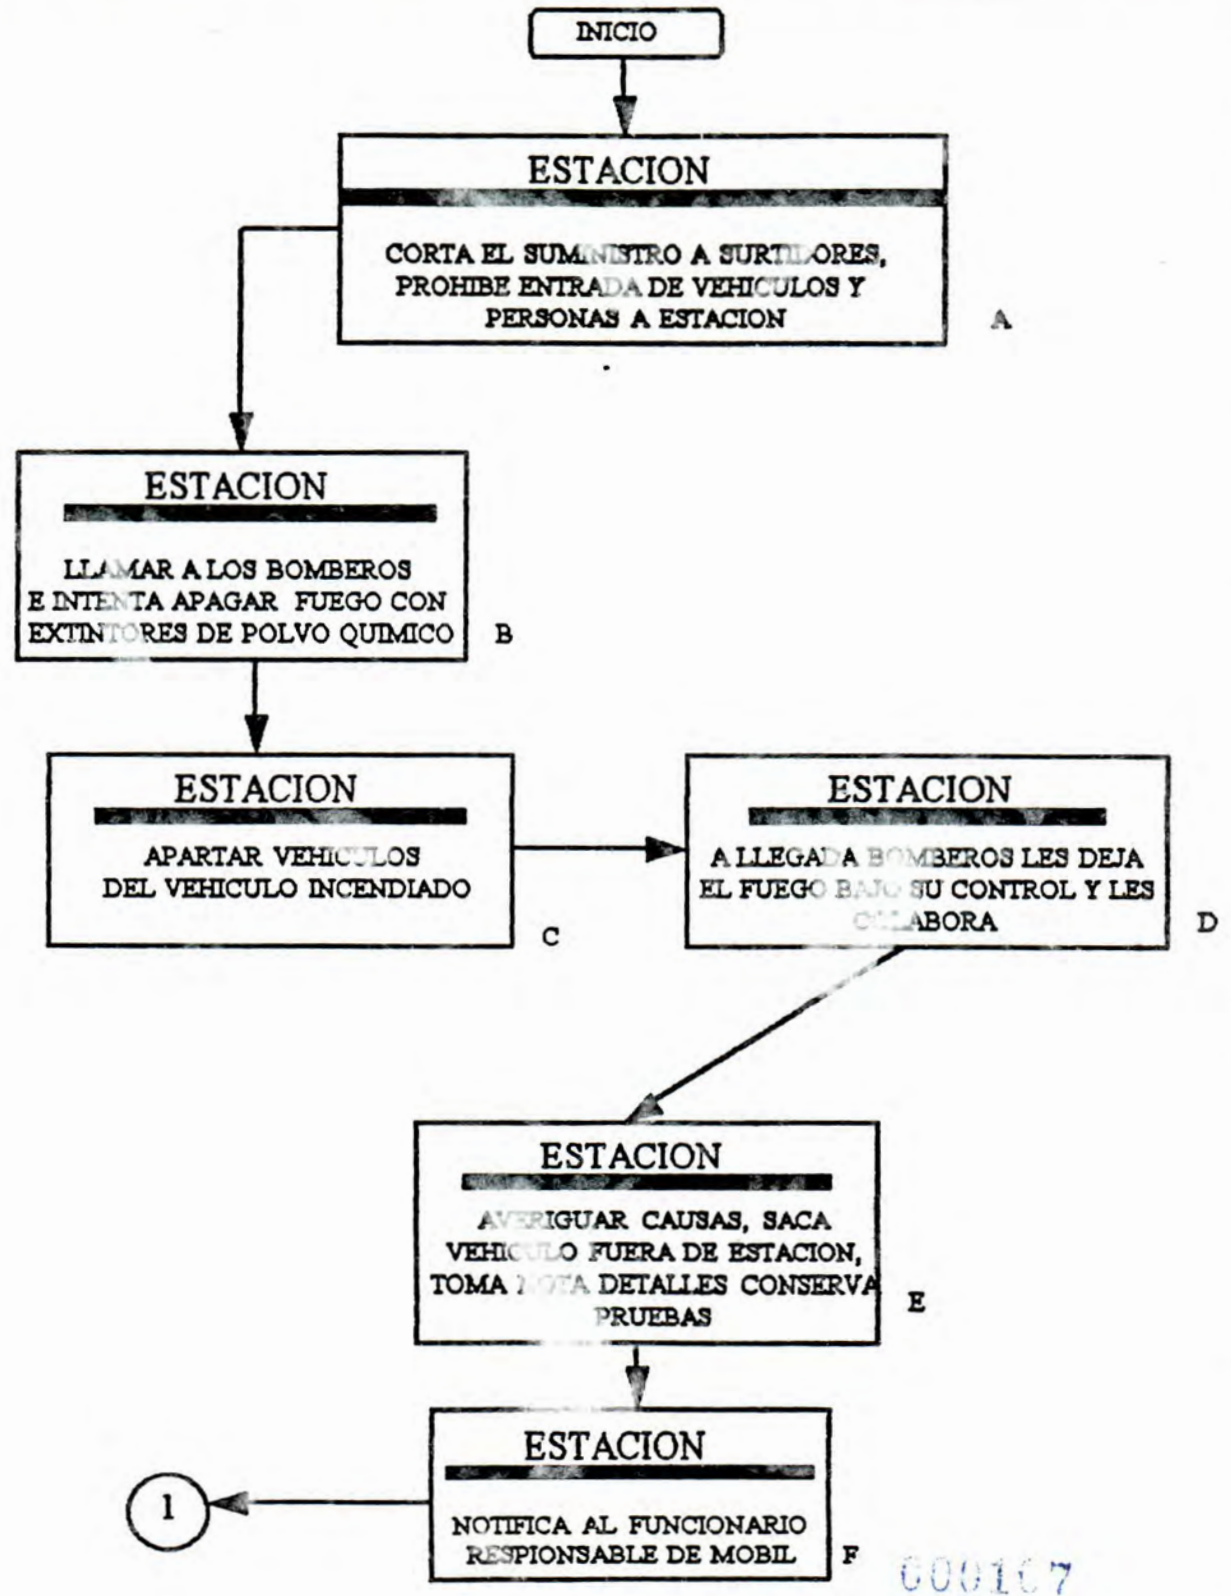 INICIO
ESTACION
CORTA EL SUMINISTRO A SURTIDORES,
PROHIBE ENTRADA DE VEHICULOS Y
PERSONAS A ESTACION
A
ESTACION
LLAMAR A LOS BOMBEROS
E INTENTA APAGAR FUEGO CON
EXTINTORES DE POLVO QUIMICO
B
ESTACION
APARTAR VEHICULOS
DEL VEHICULO INCENDIADO
C
ESTACION
A LLEGADA BOMBEROS LES DEJA
EL FUEGO BAJO SU CONTROL Y LES
COLABORA
D
ESTACION
AVERIGUAR CAUSAS, SACA
VEHICULO FUERA DE ESTACION,
TOMA NOTA DETALLES CONSERVA
PRUEBAS
E
ESTACION
NOTIFICA AL FUNCIONARIO
RESPIONSABLE DE MOBIL
F
1
000167